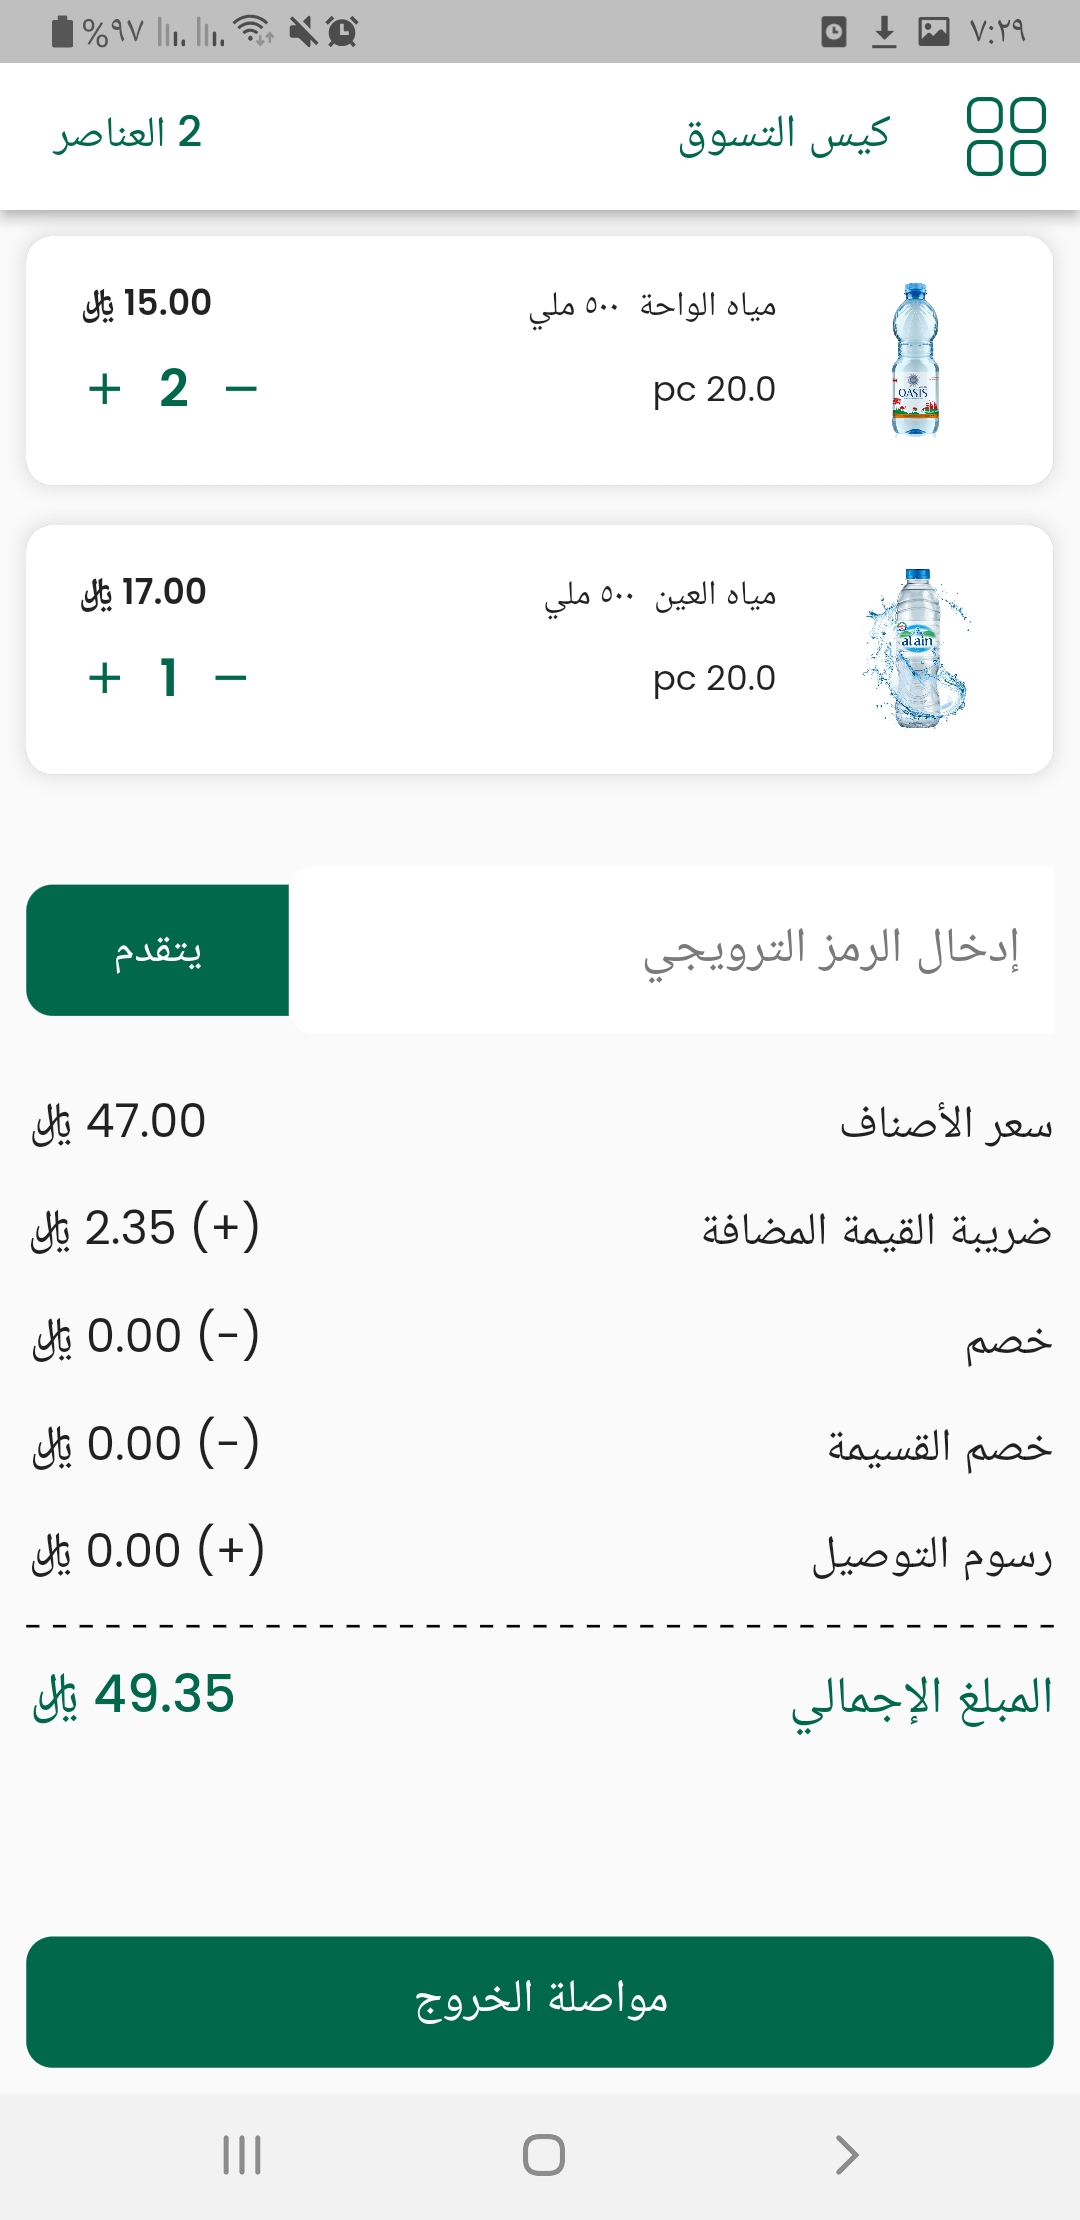 %٩٧ ٧:٢٩
كيس التسوق 2 العناصر
مياه الواحة ٥٠٠ ملي 15.00 ﷼
20.0 pc − 2 +
OASIS
مياه العين ٥٠٠ ملي 17.00 ﷼
20.0 pc − 1 +
alain
إدخال الرمز الترويجي يتقدم
سعر الأصناف 47.00 ﷼
ضريبة القيمة المضافة (+) 2.35 ﷼
خصم (-) 0.00 ﷼
خصم القسيمة (-) 0.00 ﷼
رسوم التوصيل (+) 0.00 ﷼
المبلغ الإجمالي 49.35 ﷼
مواصلة الخروج